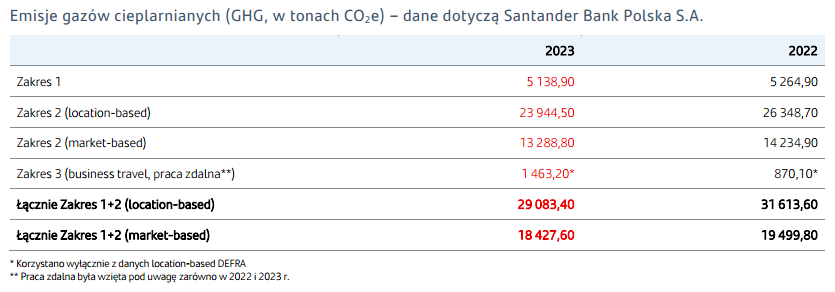 Emisje gazów cieplarnianych (GHG, w tonach CO₂e) – dane dotyczą Santander Bank Polska S.A.
2023 2022
Zakres 1 5 138,90 5 264,90
Zakres 2 (location-based) 23 944,50 26 348,70
Zakres 2 (market-based) 13 288,80 14 234,90
Zakres 3 (business travel, praca zdalna**) 1 463,20* 870,10*
Łącznie Zakres 1+2 (location-based) 29 083,40 31 613,60
Łącznie Zakres 1+2 (market-based) 18 427,60 19 499,80
* Korzystano wyłącznie z danych location-based DEFRA
** Praca zdalna była wzięta pod uwagę zarówno w 2022 i 2023 r.